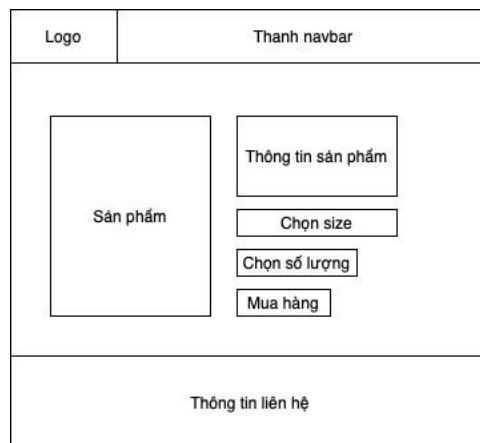 Logo
Thanh navbar
Sản phẩm
Thông tin sản phẩm
Chọn size
Chọn số lượng
Mua hàng
Thông tin liên hệ